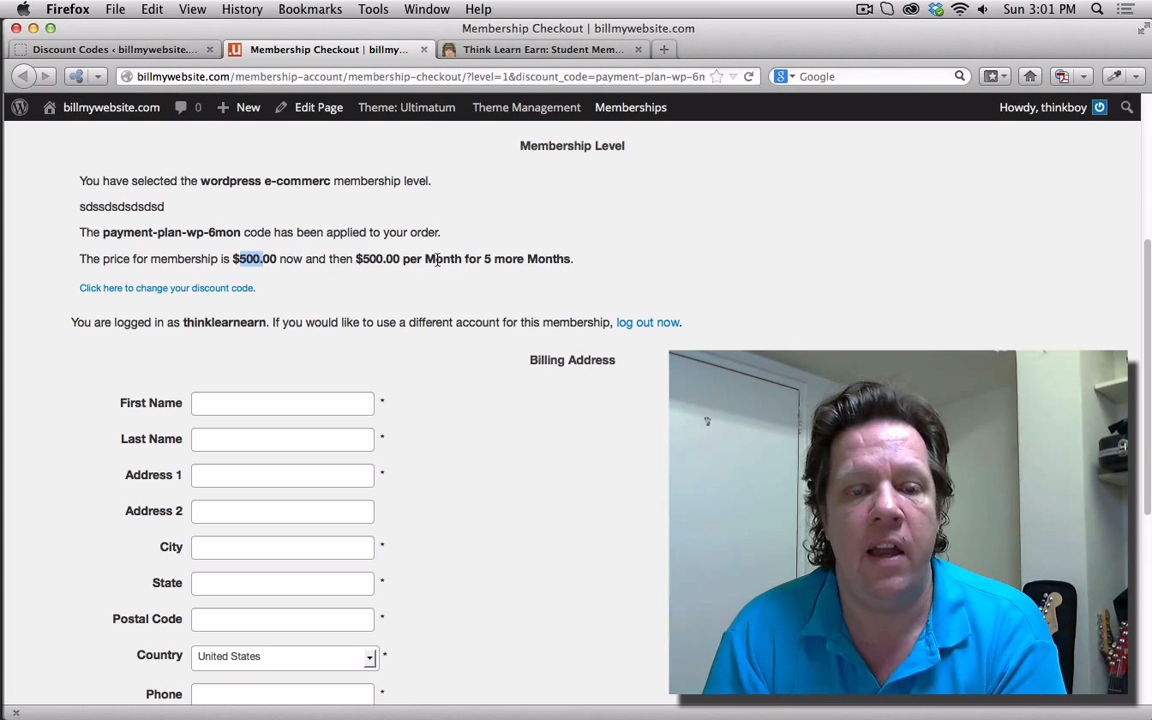 Firefox File Edit View History Bookmarks Tools Window Help Sun 3:01 PM
Membership Checkout | billmywebsite.com
Discount Codes ‹ billmywebsite.... Membership Checkout | billmy... Think Learn Earn: Student Mem...
billmywebsite.com/membership-account/membership-checkout/?level=1&discount_code=payment-plan-wp-6n Google
billmywebsite.com 0 New Edit Page Theme: Ultimatum Theme Management Memberships Howdy, thinkboy
Membership Level
You have selected the wordpress e-commerc membership level.
sdssdsdsdsdsd
The payment-plan-wp-6mon code has been applied to your order.
The price for membership is $500.00 now and then $500.00 per Month for 5 more Months.
Click here to change your discount code.
You are logged in as thinklearnearn. If you would like to use a different account for this membership, log out now.
Billing Address
First Name *
Last Name *
Address 1 *
Address 2
City *
State *
Postal Code *
Country United States *
Phone *